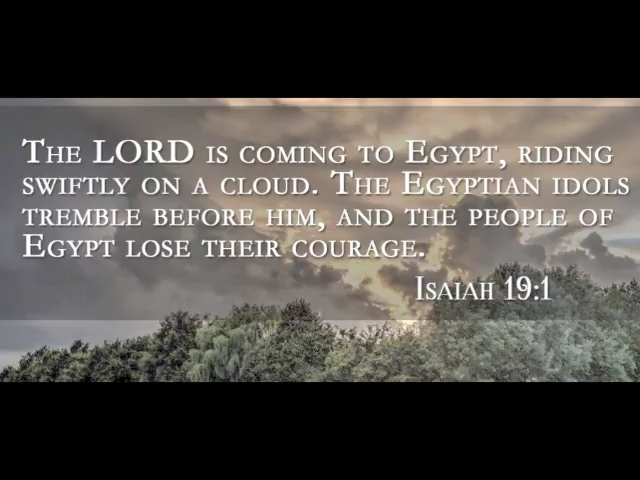 The LORD is coming to Egypt, riding
swiftly on a cloud. The Egyptian idols
tremble before him, and the people of
Egypt lose their courage.
Isaiah 19:1